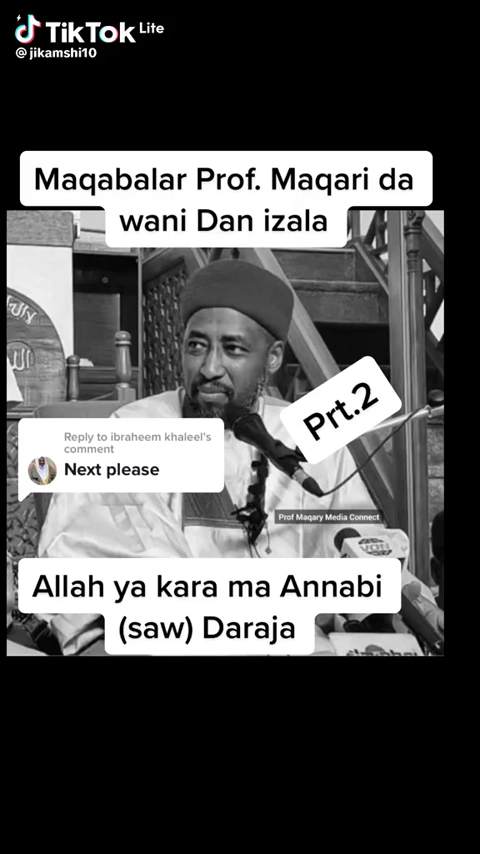 TikTok Lite
@jikamshi10
Maqabalar Prof. Maqari da
wani Dan izala
Prt.2
Reply to ibraheem khaleel's
comment
Next please
Prof Maqary Media Connect
VON
Allah ya kara ma Annabi
(saw) Daraja